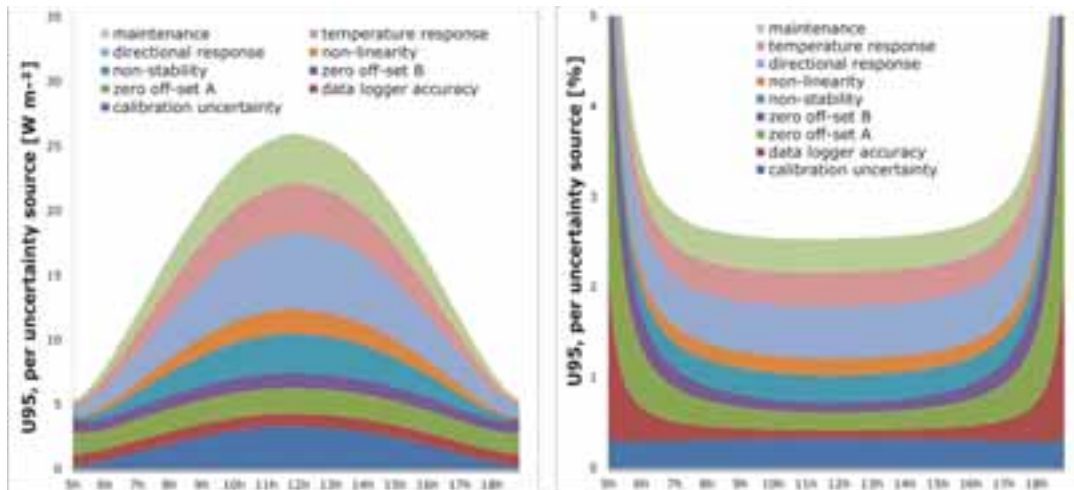 U95, per uncertainty source [W m-²]
35
30
25
20
15
10
5
0
maintenance
temperature response
directional response
non-linearity
non-stability
zero off-set B
zero off-set A
data logger accuracy
calibration uncertainty
5h 6h 7h 8h 9h 10h 11h 12h 13h 14h 15h 16h 17h 18h
U95, per uncertainty source [%]
5
4
3
2
1
0
maintenance
temperature response
directional response
non-linearity
non-stability
zero off-set B
zero off-set A
data logger accuracy
calibration uncertainty
5h 6h 7h 8h 9h 10h 11h 12h 13h 14h 15h 16h 17h 18h